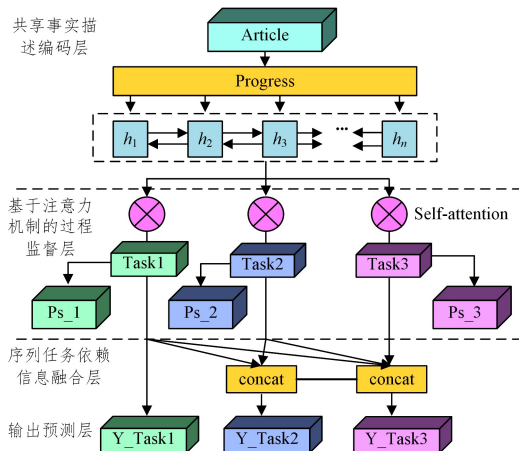 共享事实描
述编码层
Article
Progress
h1
h2
h3
...
hn
基于注意力
机制的过程
监督层
Self-attention
Task1
Task2
Task3
Ps_1
Ps_2
Ps_3
序列任务依赖
信息融合层
concat
concat
输出预测层
Y_Task1
Y_Task2
Y_Task3